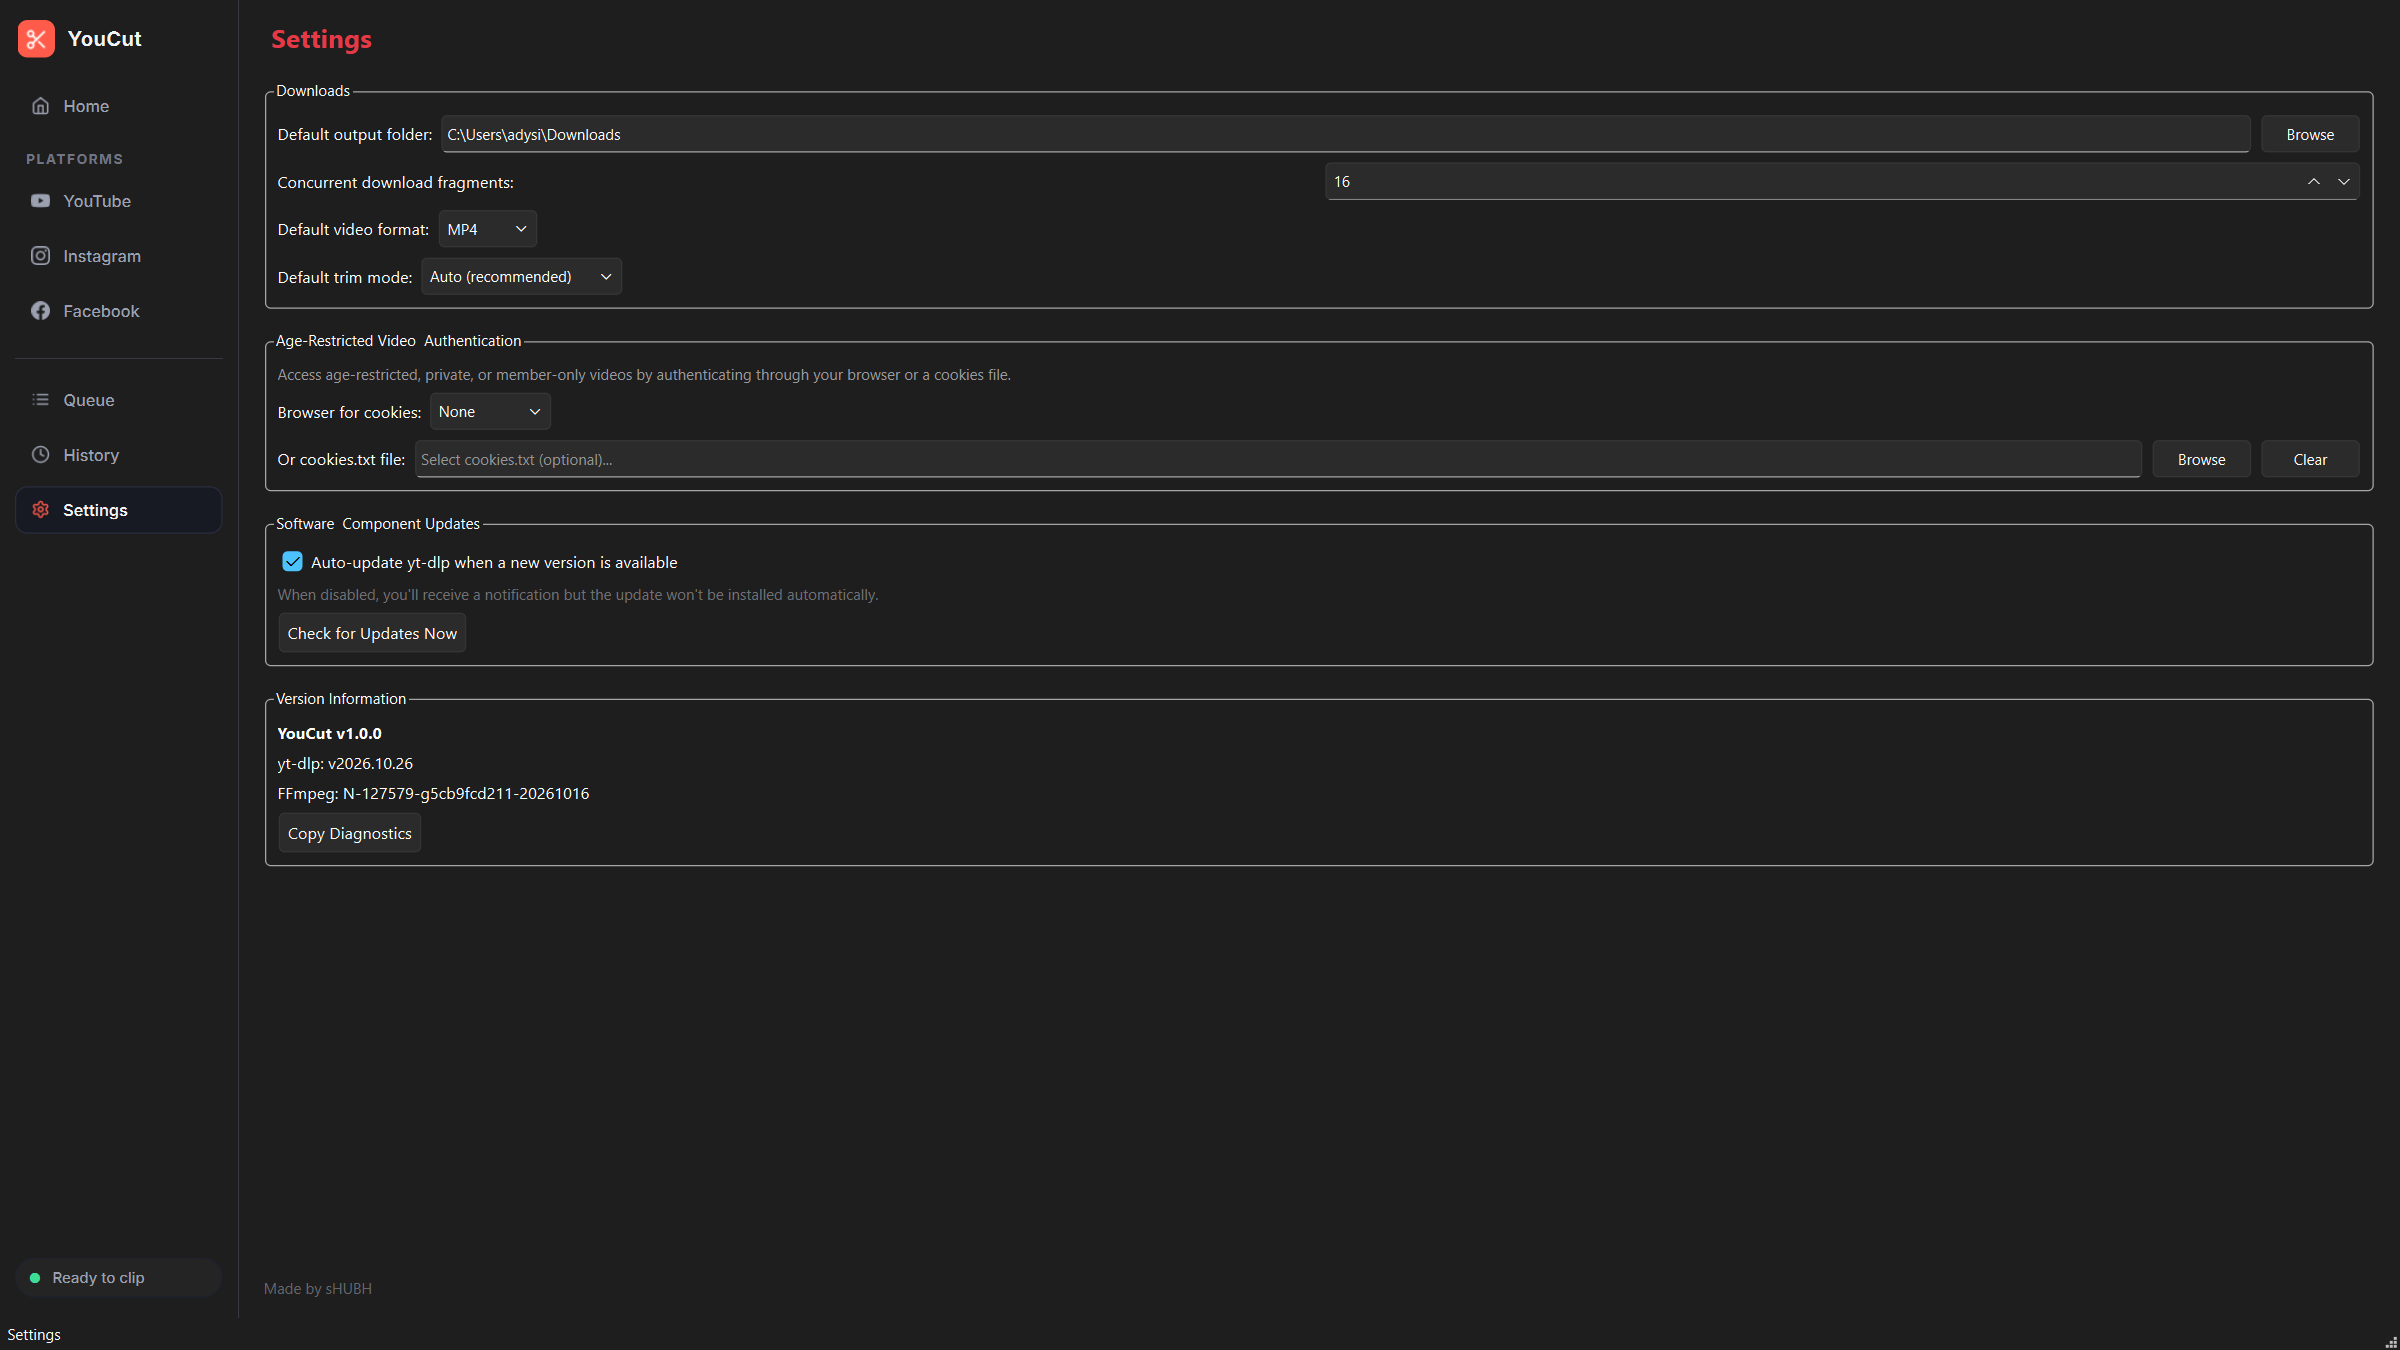 YouCut
Home
PLATFORMS
YouTube
Instagram
Facebook
Queue
History
Settings
Ready to clip
Settings
Downloads
Default output folder: C:\Users\adysi\Downloads Browse
Concurrent download fragments: 16
Default video format: MP4
Default trim mode: Auto (recommended)
Age-Restricted Video  Authentication
Access age-restricted, private, or member-only videos by authenticating through your browser or a cookies file.
Browser for cookies: None
Or cookies.txt file: Select cookies.txt (optional)... Browse Clear
Software  Component Updates
Auto-update yt-dlp when a new version is available
When disabled, you'll receive a notification but the update won't be installed automatically.
Check for Updates Now
Version Information
YouCut v1.0.0
yt-dlp: v2026.10.26
FFmpeg: N-127579-g5cb9fcd211-20261016
Copy Diagnostics
Made by sHUBH
Settings